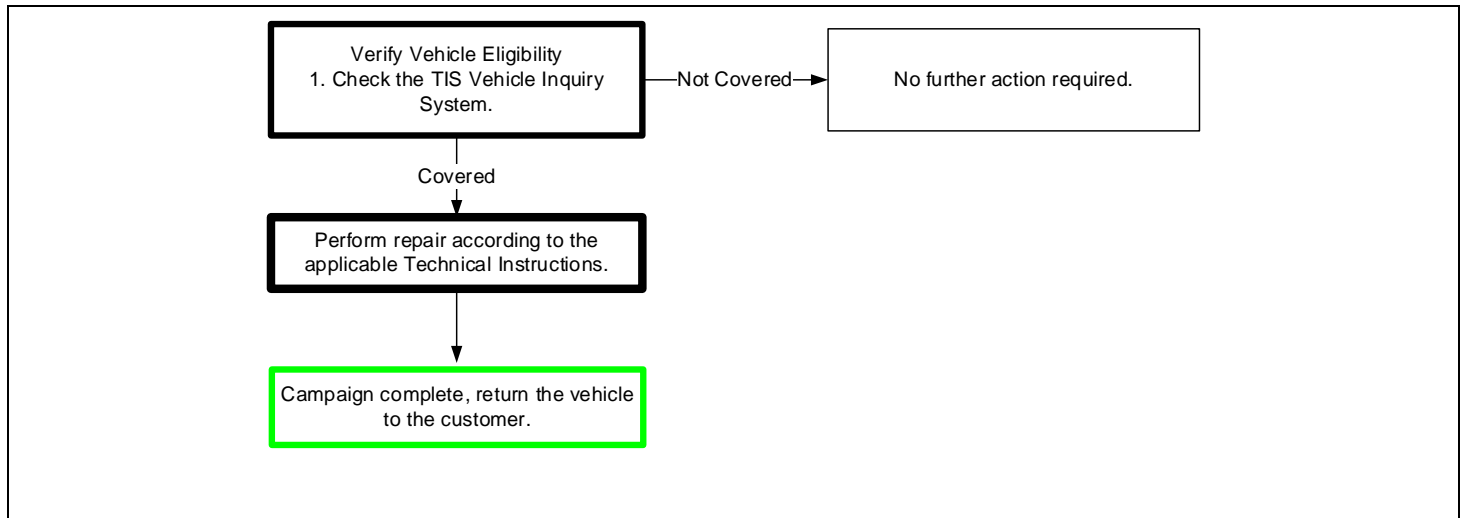 Verify Vehicle Eligibility
1. Check the TIS Vehicle Inquiry
System.
Not Covered
No further action required.
Covered
Perform repair according to the
applicable Technical Instructions.
Campaign complete, return the vehicle
to the customer.